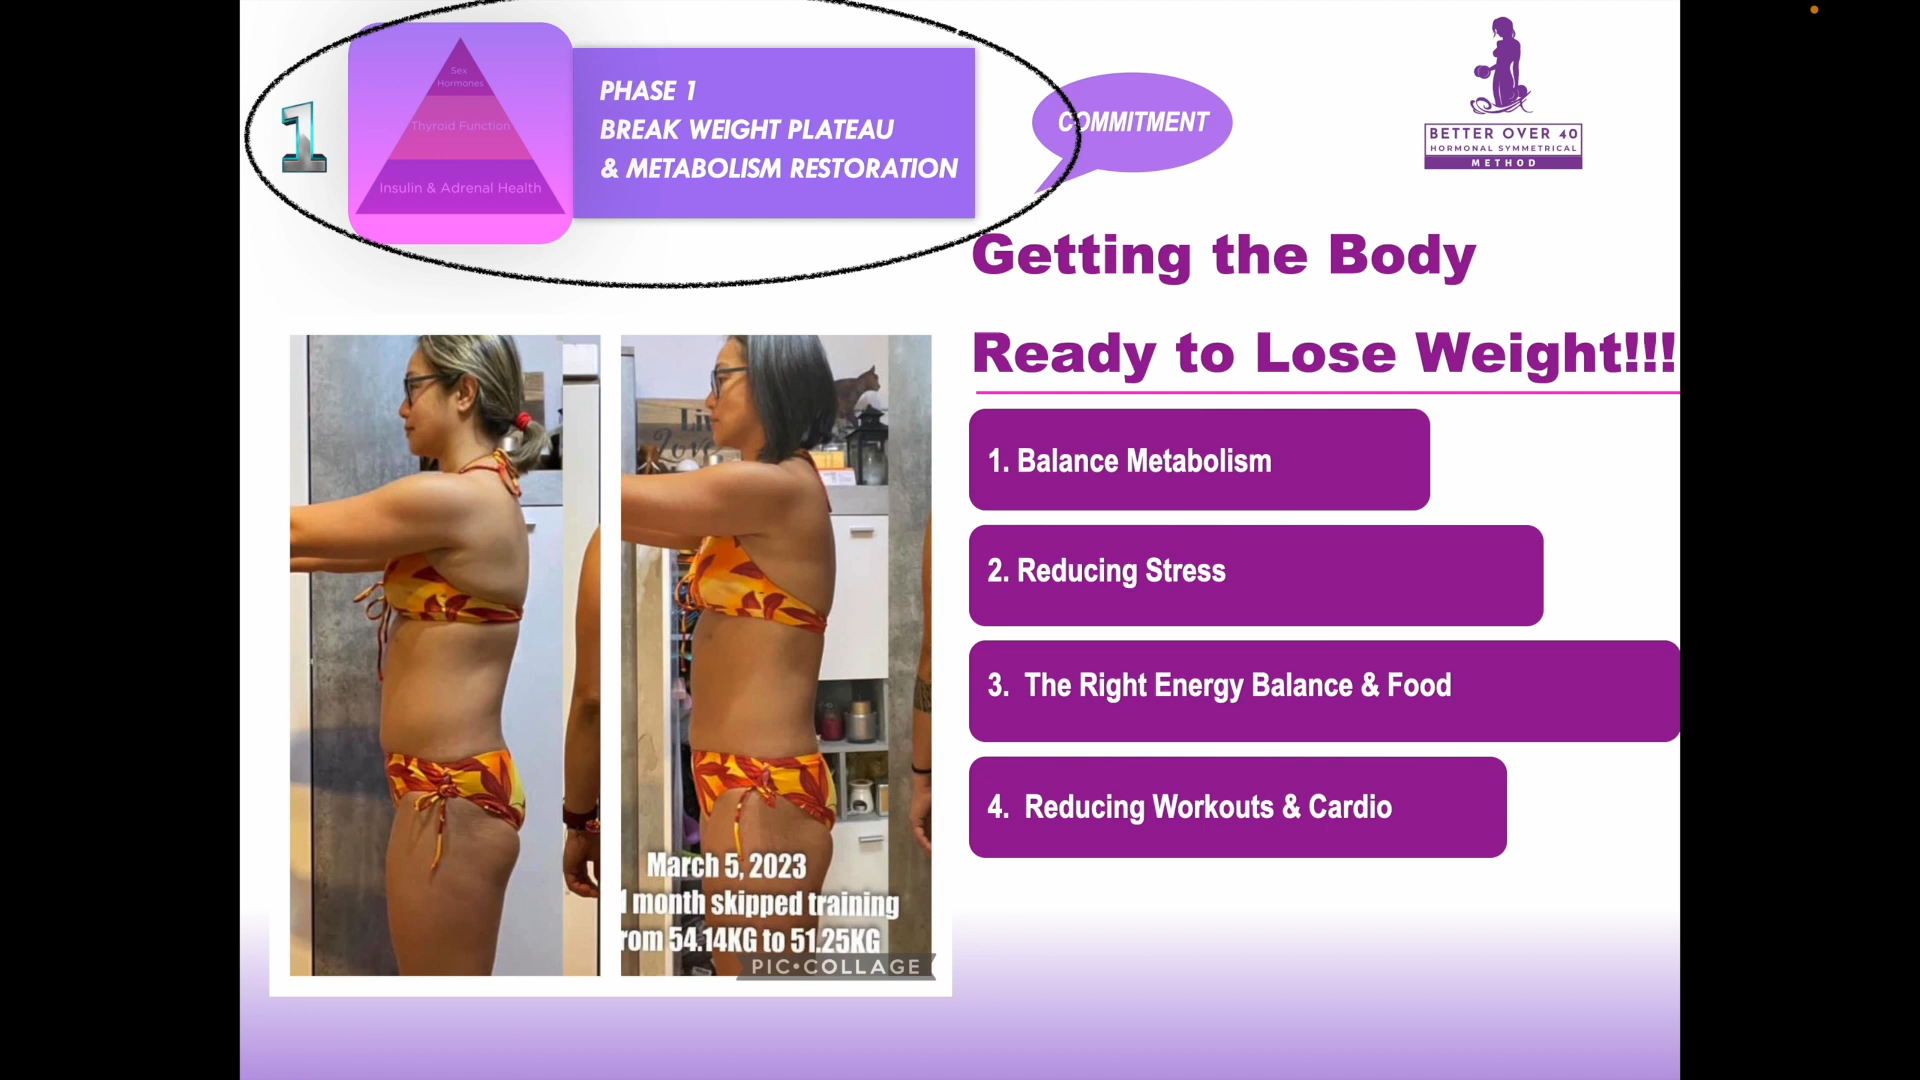 1
Sex
Hormones
Thyroid Function
Insulin & Adrenal Health
PHASE 1
BREAK WEIGHT PLATEAU
& METABOLISM RESTORATION
COMMITMENT
BETTER OVER 40
HORMONAL SYMMETRICAL
METHOD
Getting the Body
Ready to Lose Weight!!!
1. Balance Metabolism
2. Reducing Stress
3. The Right Energy Balance & Food
4. Reducing Workouts & Cardio
Liv
Love
March 5, 2023
1 month skipped training
rom 54.14KG to 51.25KG
PIC•COLLAGE